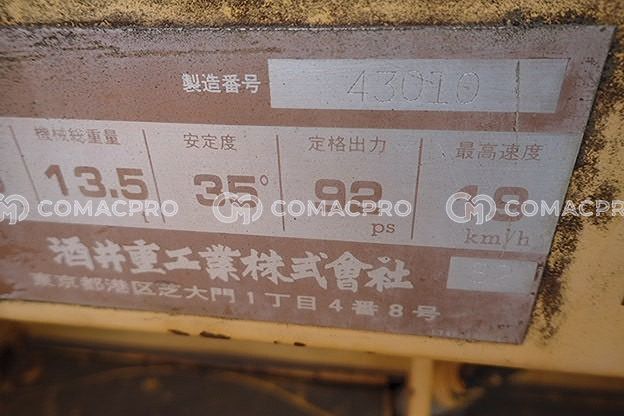 製造番号 43010
機械総重量 安定度 定格出力 最高速度
13.5 35° 92 ps 18 km/h
COMACPRO COMACPRO COMACPRO
酒井重工業株式會社
東京都港区芝大門1丁目4番8号